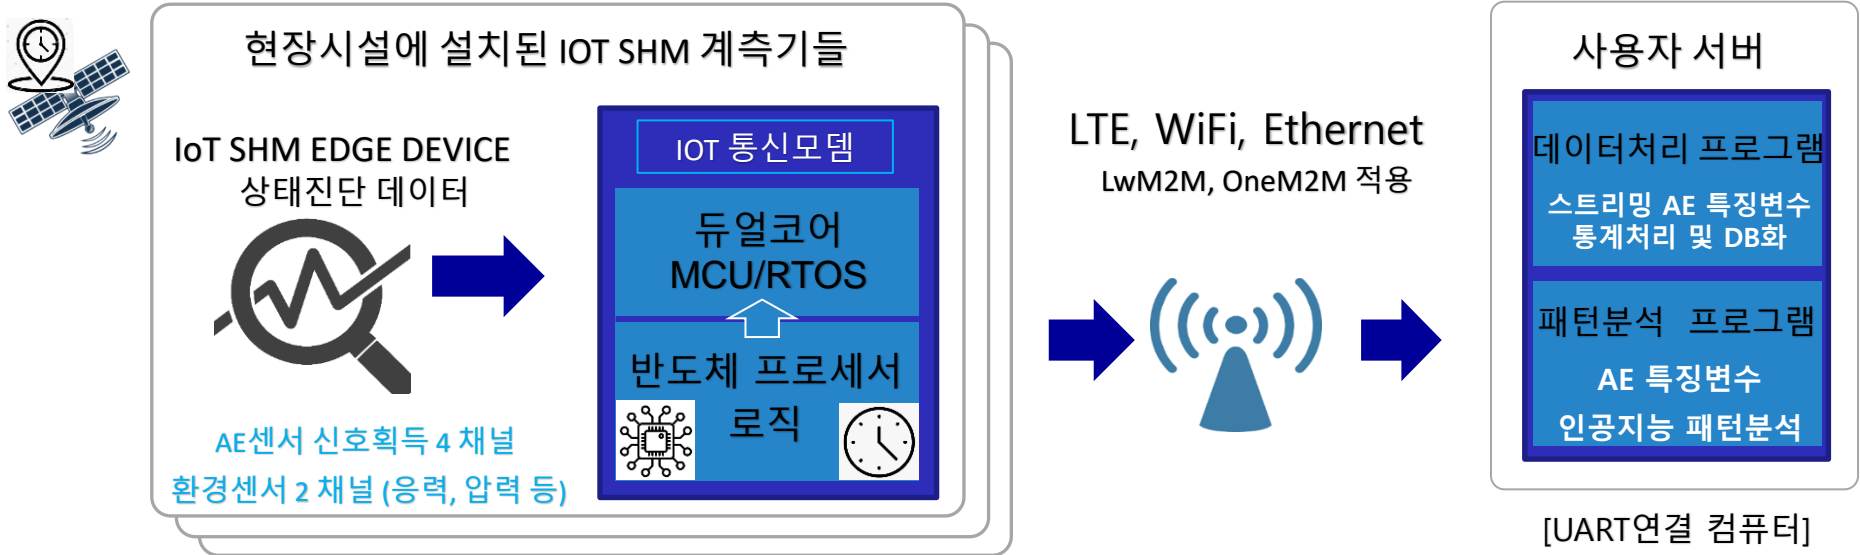 현장시설에 설치된 IOT SHM 계측기들
IoT SHM EDGE DEVICE
상태진단 데이터
AE센서 신호획득 4 채널
환경센서 2 채널 (응력, 압력 등)
IOT 통신모뎀
듀얼코어
MCU/RTOS
반도체 프로세서
로직
LTE, WiFi, Ethernet
LwM2M, OneM2M 적용
사용자 서버
데이터처리 프로그램
스트리밍 AE 특징변수
통계처리 및 DB화
패턴분석 프로그램
AE 특징변수
인공지능 패턴분석
[UART연결 컴퓨터]